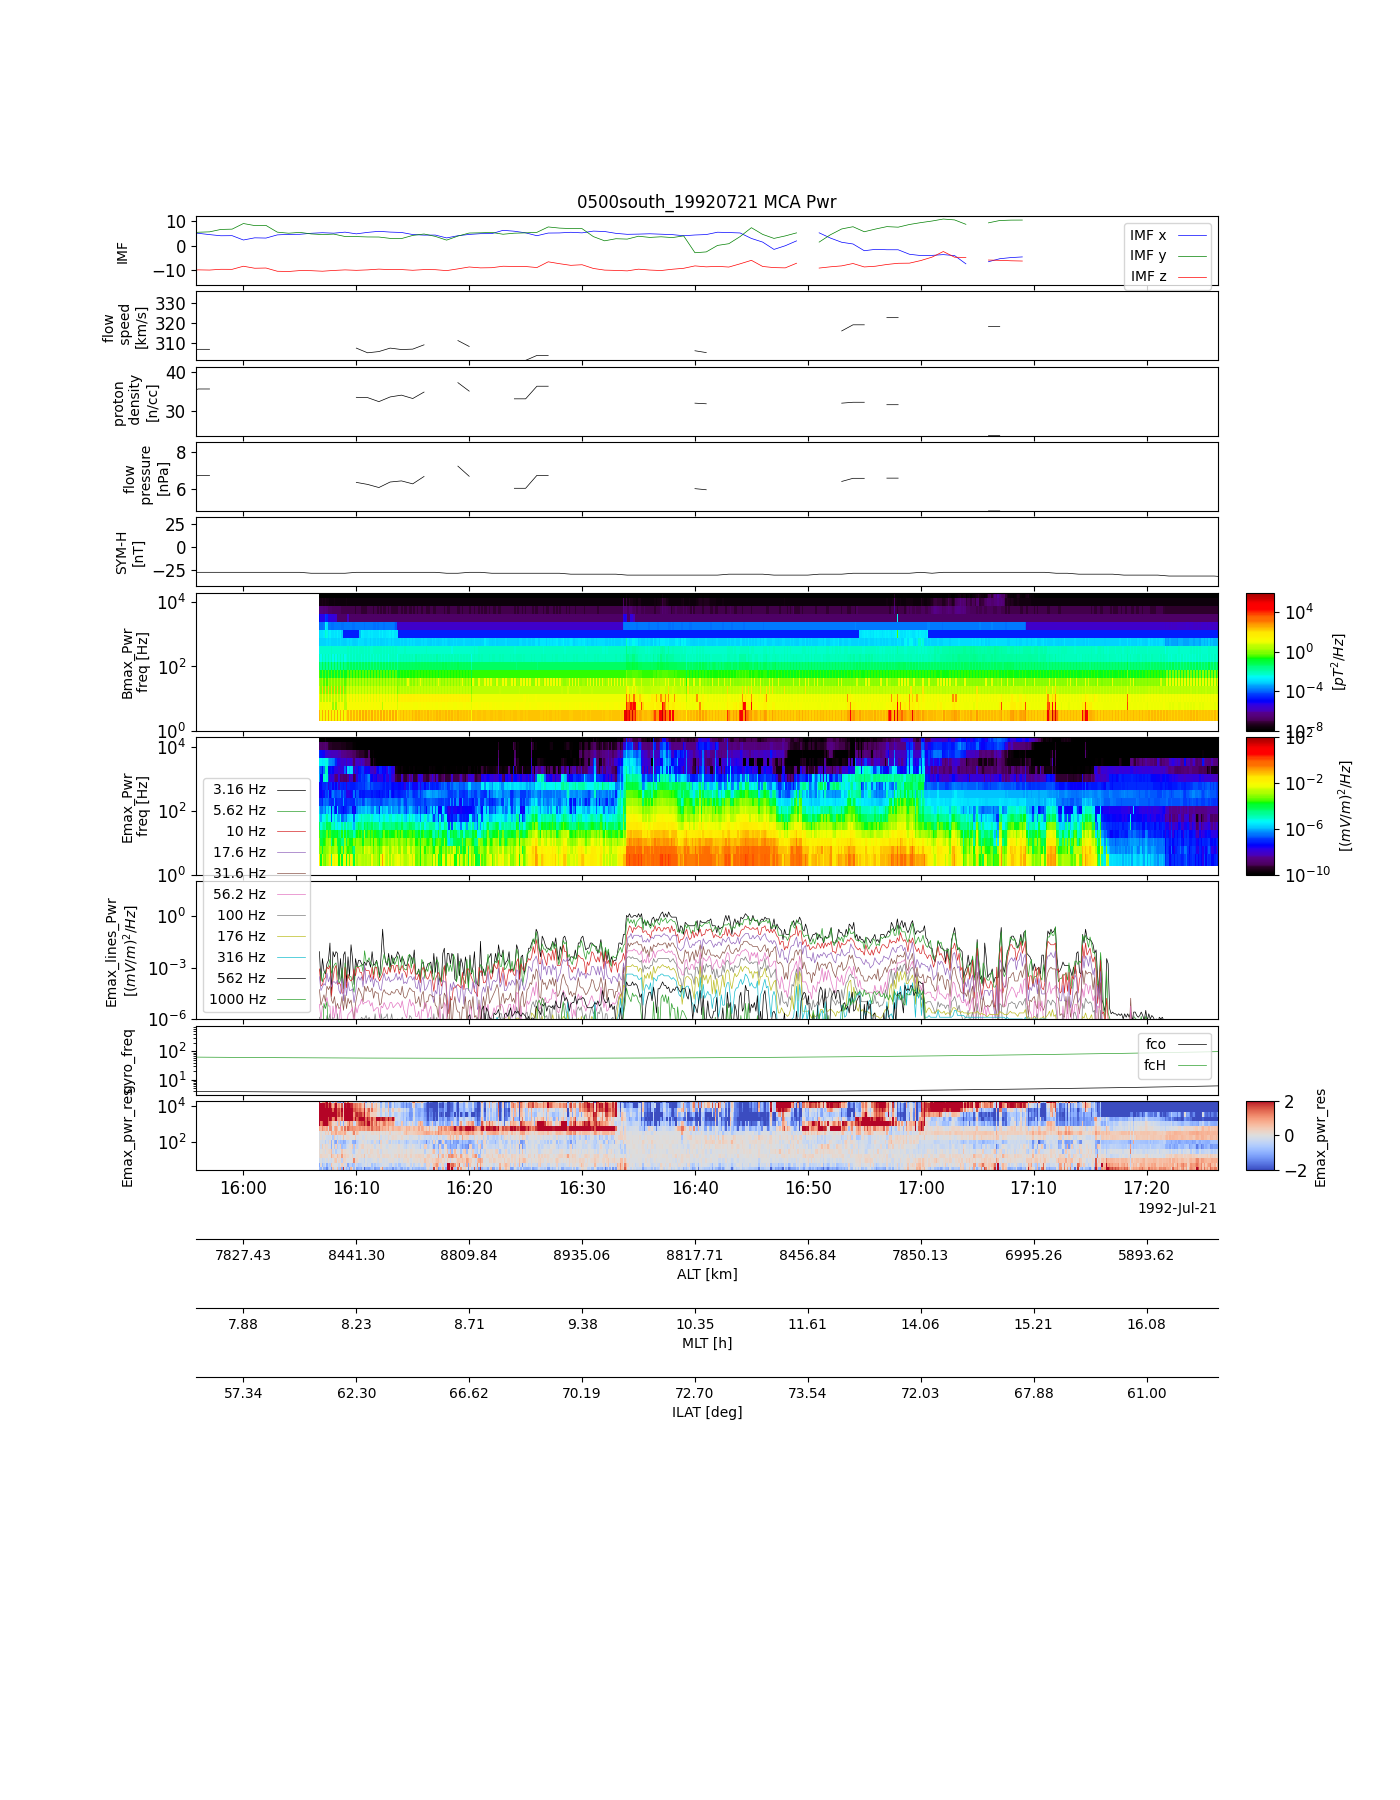 0500south_19920721 MCA Pwr
10
0
−10
IMF
IMF x
IMF y
IMF z
330
320
310
flow
speed
[km/s]
40
30
proton
density
[n/cc]
8
6
flow
pressure
[nPa]
25
0
−25
SYM-H
[nT]
10^4
10^2
10^0
Bmax_Pwr
freq [Hz]
10^4
10^0
10^-4
10^-8
[pT^2/Hz]
10^4
10^2
10^0
Emax_Pwr
freq [Hz]
10^2
10^-2
10^-6
10^-10
[(mV/m)^2/Hz]
3.16 Hz
5.62 Hz
10 Hz
17.6 Hz
31.6 Hz
56.2 Hz
100 Hz
176 Hz
316 Hz
562 Hz
1000 Hz
10^0
10^-3
10^-6
Emax_lines_Pwr
[(mV/m)^2/Hz]
10^2
10^1
gyro_freq
fco
fcH
10^4
10^2
Emax_pwr_res
2
0
−2
Emax_pwr_res
16:00 16:10 16:20 16:30 16:40 16:50 17:00 17:10 17:20
1992-Jul-21
7827.43 8441.30 8809.84 8935.06 8817.71 8456.84 7850.13 6995.26 5893.62
ALT [km]
7.88 8.23 8.71 9.38 10.35 11.61 14.06 15.21 16.08
MLT [h]
57.34 62.30 66.62 70.19 72.70 73.54 72.03 67.88 61.00
ILAT [deg]